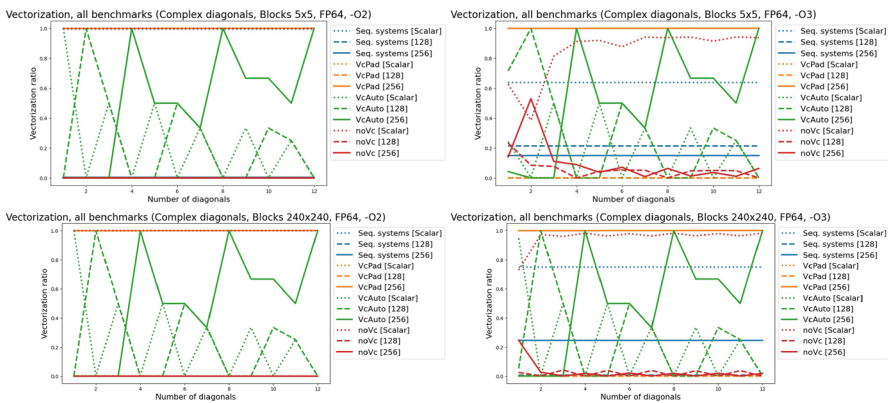 Vectorization, all benchmarks (Complex diagonals, Blocks 5x5, FP64, -O2)
Vectorization ratio
1.0
0.8
0.6
0.4
0.2
0.0
2
4
6
8
10
12
Number of diagonals
Seq. systems [Scalar]
Seq. systems [128]
Seq. systems [256]
VcPad [Scalar]
VcPad [128]
VcPad [256]
VcAuto [Scalar]
VcAuto [128]
VcAuto [256]
noVc [Scalar]
noVc [128]
noVc [256]
Vectorization, all benchmarks (Complex diagonals, Blocks 5x5, FP64, -O3)
Vectorization ratio
1.0
0.8
0.6
0.4
0.2
0.0
2
4
6
8
10
12
Number of diagonals
Seq. systems [Scalar]
Seq. systems [128]
Seq. systems [256]
VcPad [Scalar]
VcPad [128]
VcPad [256]
VcAuto [Scalar]
VcAuto [128]
VcAuto [256]
noVc [Scalar]
noVc [128]
noVc [256]
Vectorization, all benchmarks (Complex diagonals, Blocks 240x240, FP64, -O2)
Vectorization ratio
1.0
0.8
0.6
0.4
0.2
0.0
2
4
6
8
10
12
Number of diagonals
Seq. systems [Scalar]
Seq. systems [128]
Seq. systems [256]
VcPad [Scalar]
VcPad [128]
VcPad [256]
VcAuto [Scalar]
VcAuto [128]
VcAuto [256]
noVc [Scalar]
noVc [128]
noVc [256]
Vectorization, all benchmarks (Complex diagonals, Blocks 240x240, FP64, -O3)
Vectorization ratio
1.0
0.8
0.6
0.4
0.2
0.0
2
4
6
8
10
12
Number of diagonals
Seq. systems [Scalar]
Seq. systems [128]
Seq. systems [256]
VcPad [Scalar]
VcPad [128]
VcPad [256]
VcAuto [Scalar]
VcAuto [128]
VcAuto [256]
noVc [Scalar]
noVc [128]
noVc [256]